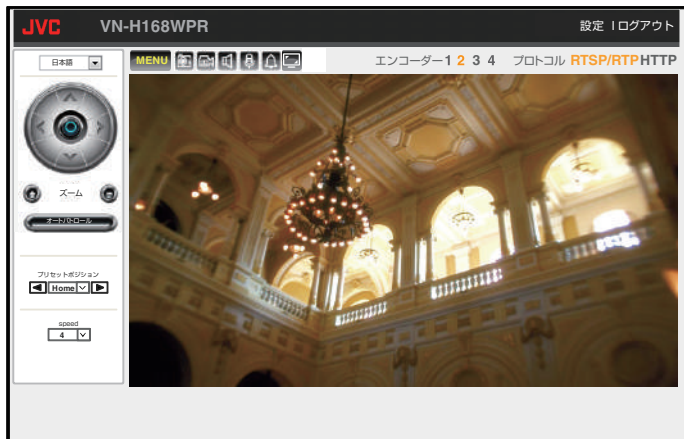 JVC VN-H168WPR 設定 | ログアウト
日本語 MENU エンコーダー1 2 3 4 プロトコル RTSP/RTP HTTP
ズーム
オートパトロール
プリセットポジション
Home
speed
4